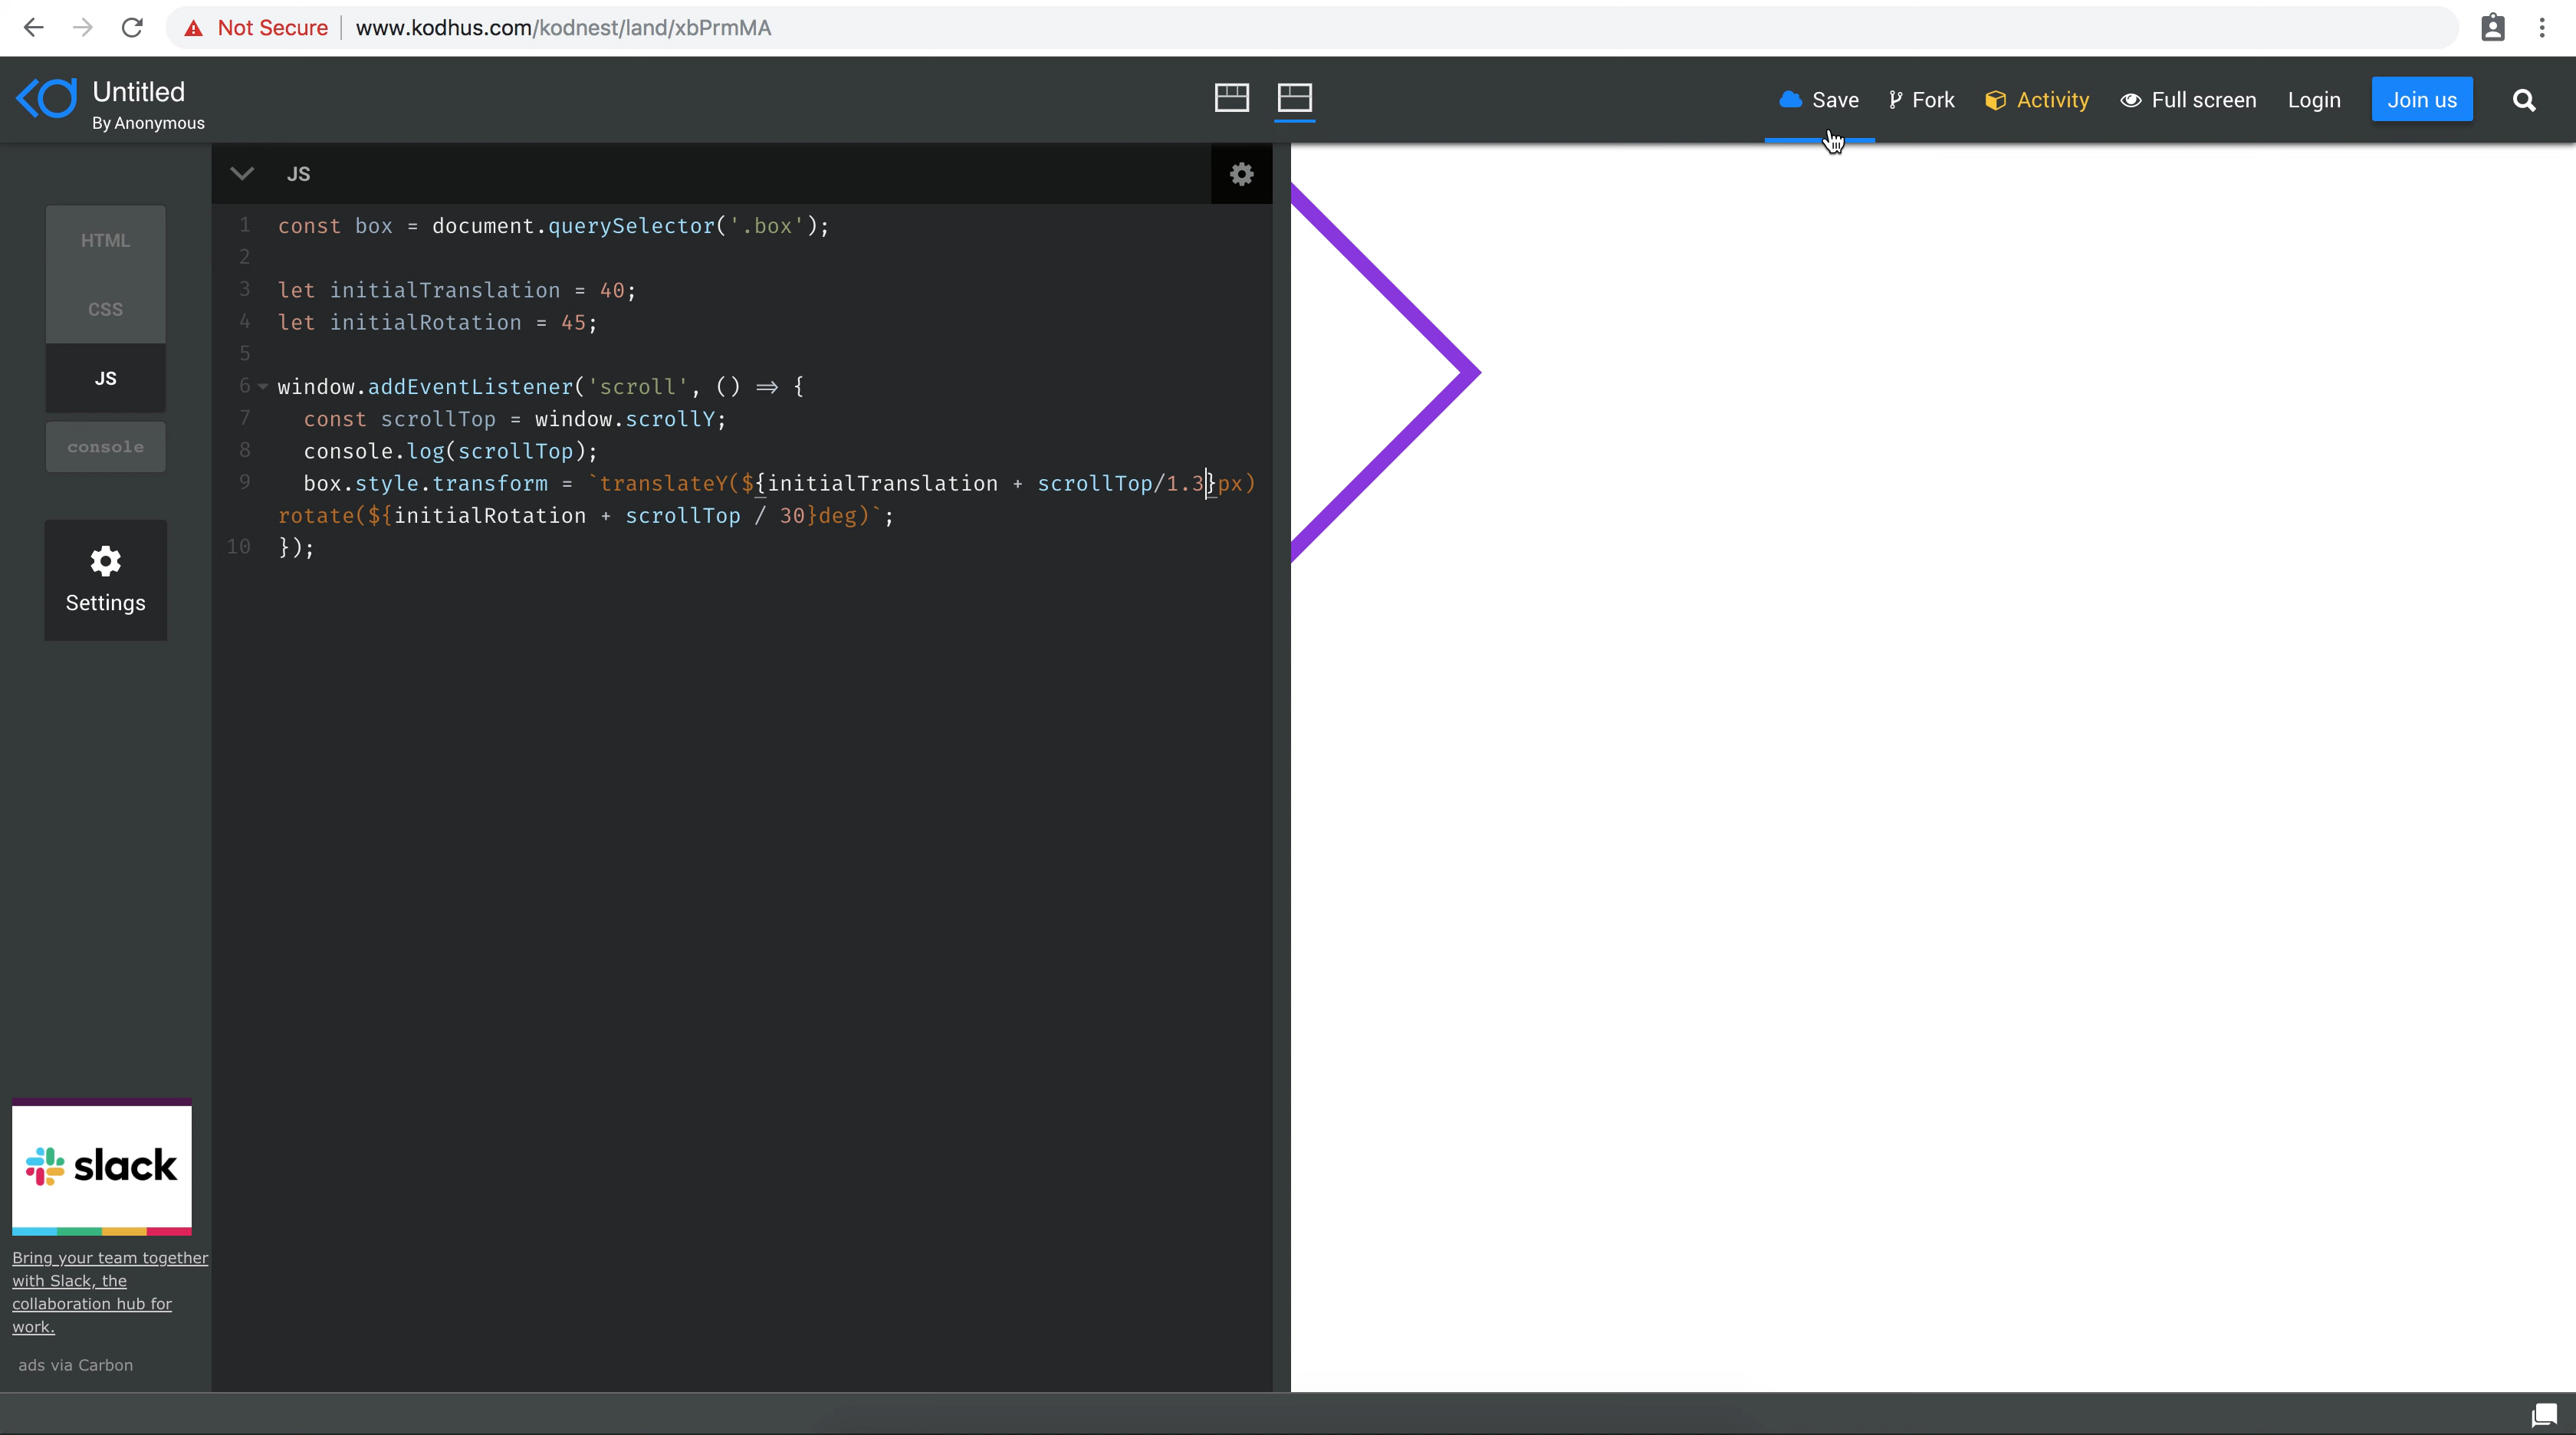 Not Secure www.kodhus.com/kodnest/land/xbPrmMA
Untitled
By Anonymous
Save Fork Activity Full screen Login Join us
JS
HTML
CSS
JS
console
Settings
1 const box = document.querySelector('.box');
2
3 let initialTranslation = 40;
4 let initialRotation = 45;
5
6 window.addEventListener('scroll', () => {
7 const scrollTop = window.scrollY;
8 console.log(scrollTop);
9 box.style.transform = `translateY(${initialTranslation + scrollTop/1.3}px)
rotate(${initialRotation + scrollTop / 30}deg)`;
10 });
slack
Bring your team together
with Slack, the
collaboration hub for
work.
ads via Carbon